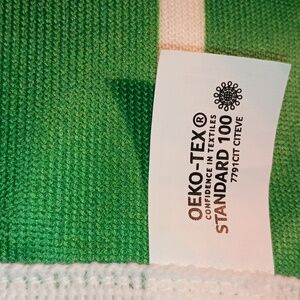 OEKO-TEX®
CONFIDENCE IN TEXTILES
STANDARD 100
7791CIT CITEVE